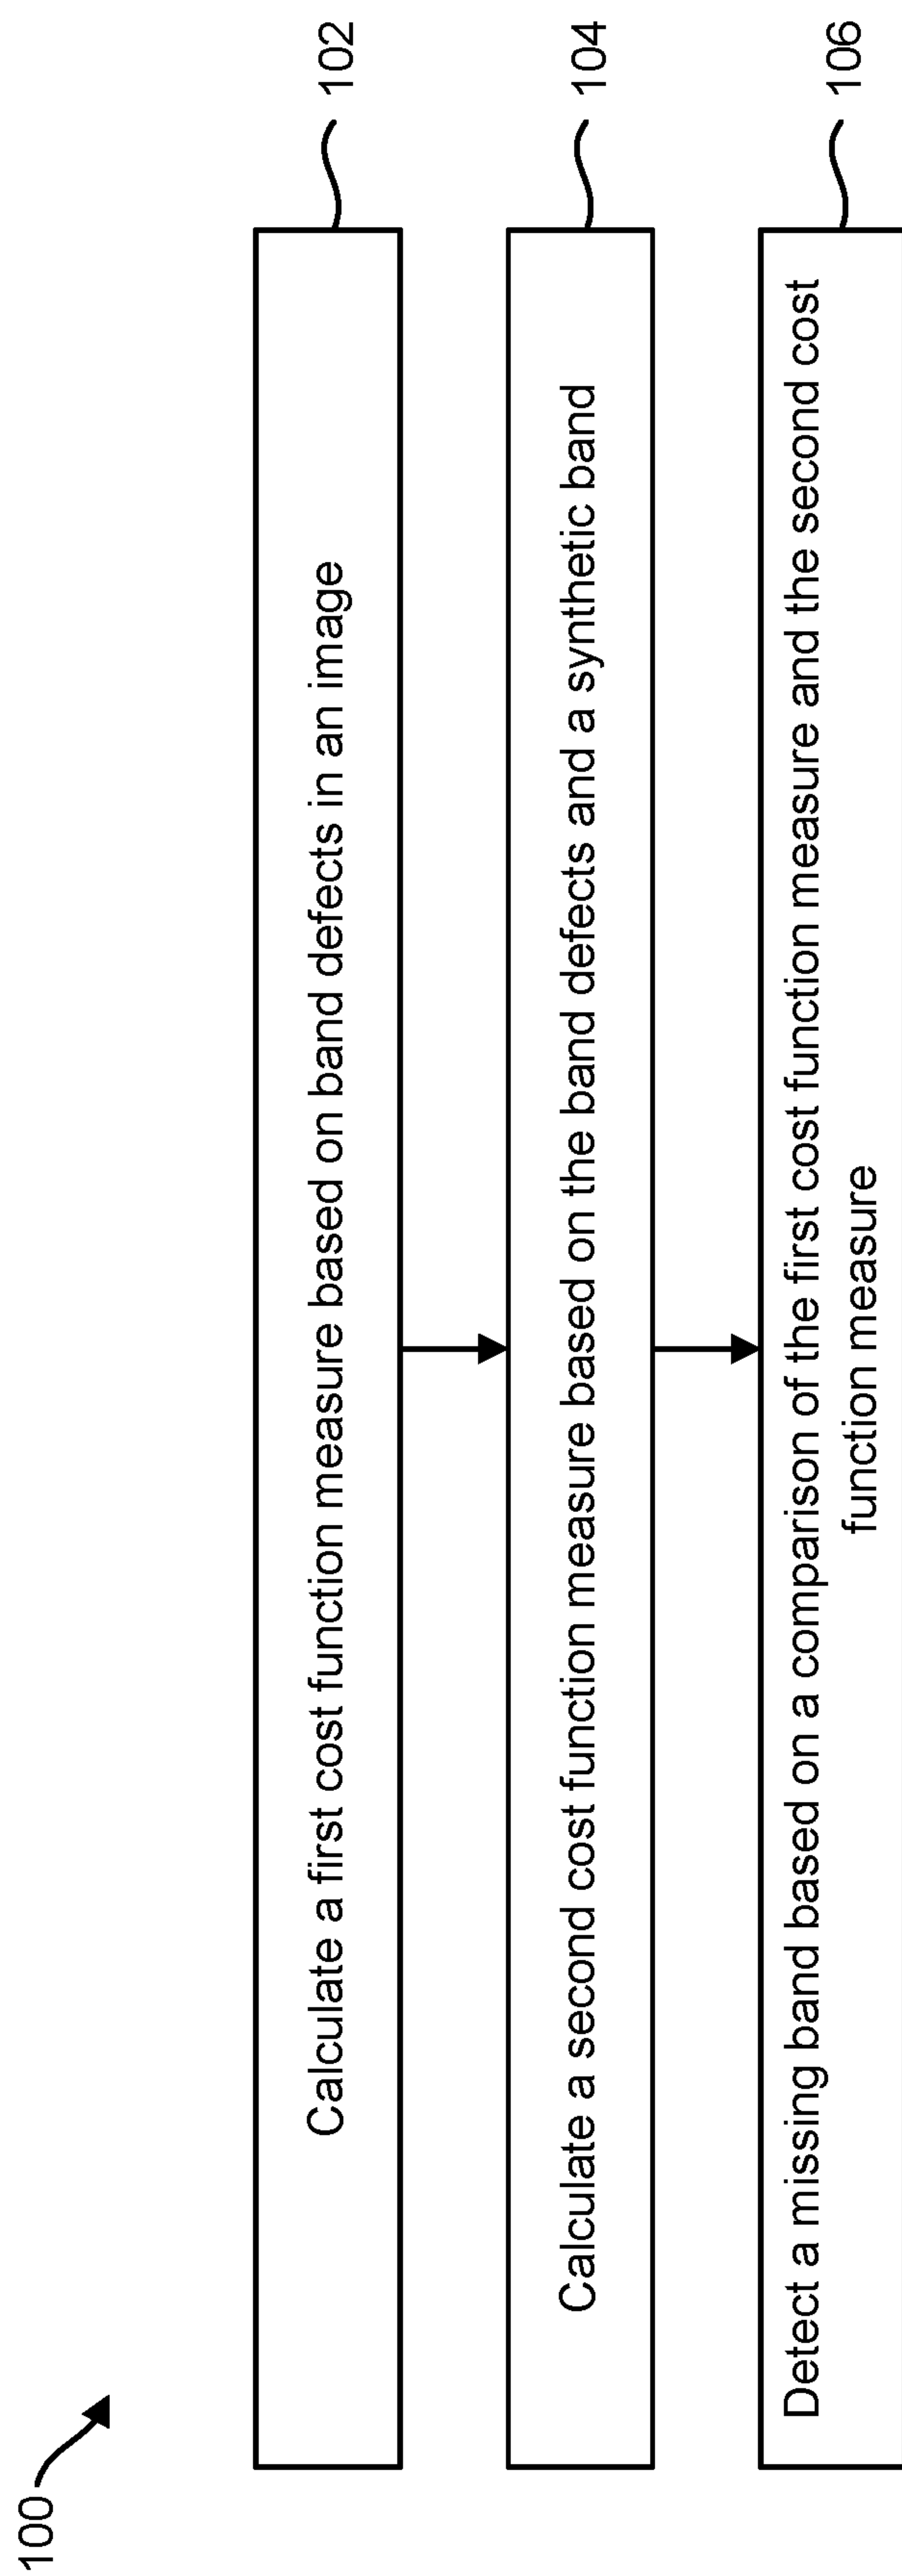 100
Calculate a first cost function measure based on band defects in an image
102
Calculate a second cost function measure based on the band defects and a synthetic band
104
Detect a missing band based on a comparison of the first cost function measure and the second cost
function measure
106